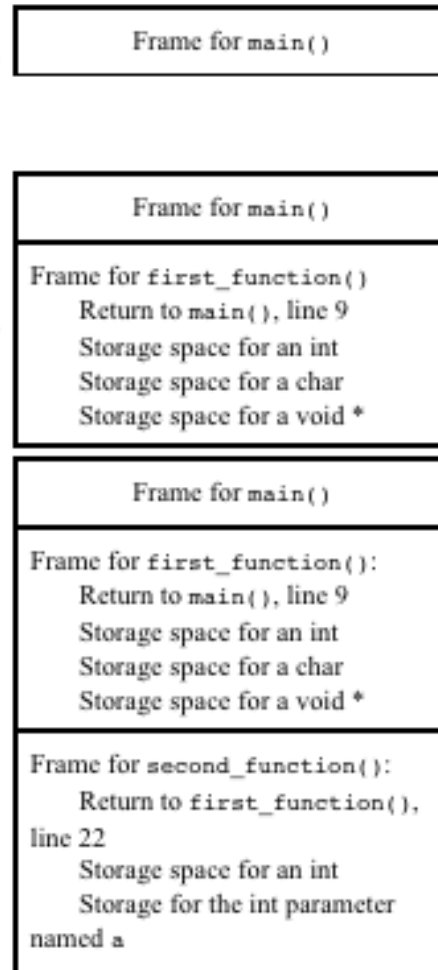 Frame for main()
Frame for main()
Frame for first_function()
Return to main(), line 9
Storage space for an int
Storage space for a char
Storage space for a void *
Frame for main()
Frame for first_function():
Return to main(), line 9
Storage space for an int
Storage space for a char
Storage space for a void *
Frame for second_function():
Return to first_function(),
line 22
Storage space for an int
Storage for the int parameter
named a